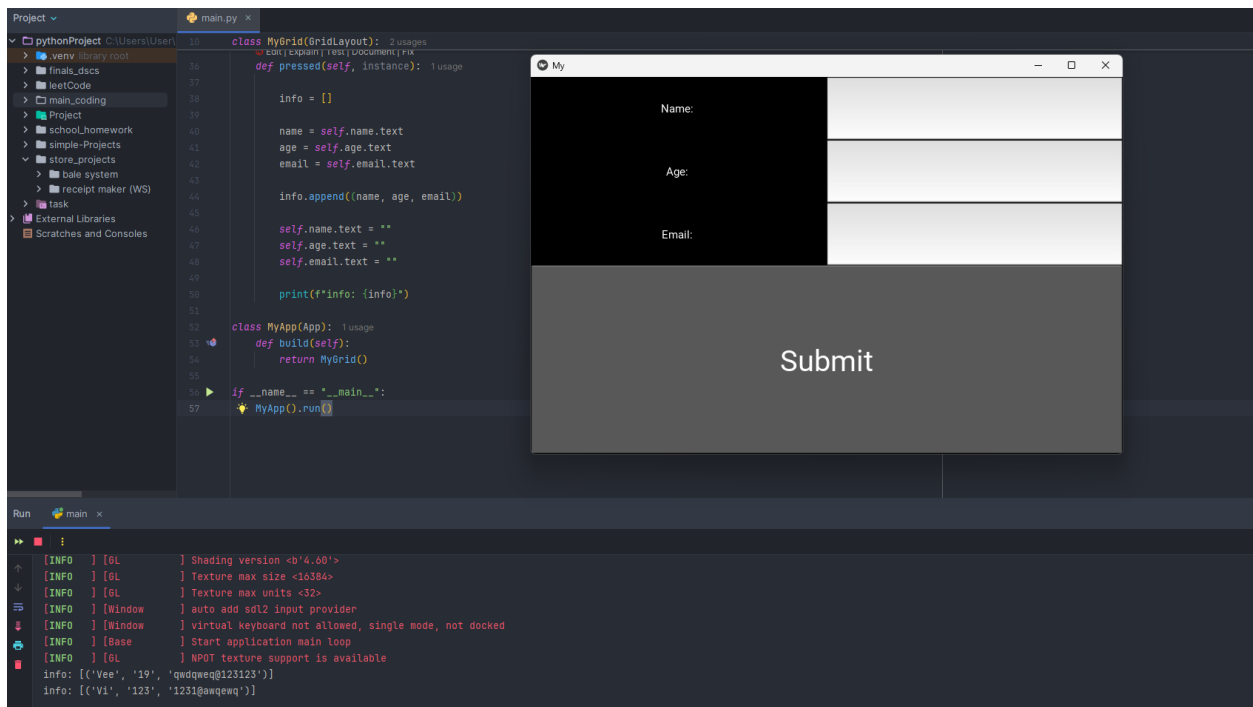 Project
main.py ×
pythonProject C:\Users\User\
.venv library root
finals_dscs
leetCode
main_coding
Project
school_homework
simple-Projects
store_projects
bale system
receipt maker (WS)
task
External Libraries
Scratches and Consoles
10 class MyGrid(GridLayout): 2 usages
Edit | Explain | Test | Document | Fix
36 def pressed(self, instance): 1 usage
37
38 info = []
39
40 name = self.name.text
41 age = self.age.text
42 email = self.email.text
43
44 info.append((name, age, email))
45
46 self.name.text = ""
47 self.age.text = ""
48 self.email.text = ""
49
50 print(f"info: {info}")
51
52 class MyApp(App): 1 usage
53 def build(self):
54 return MyGrid()
55
56 if __name__ == "__main__":
57 MyApp().run()
My
Name:
Age:
Email:
Submit
Run main ×
[INFO ] [GL ] Shading version <b'4.60'>
[INFO ] [GL ] Texture max size <16384>
[INFO ] [GL ] Texture max units <32>
[INFO ] [Window ] auto add sdl2 input provider
[INFO ] [Window ] virtual keyboard not allowed, single mode, not docked
[INFO ] [Base ] Start application main loop
[INFO ] [GL ] NPOT texture support is available
info: [('Vee', '19', 'qwdqweq@123123')]
info: [('Vi', '123', '1231@awqewq')]